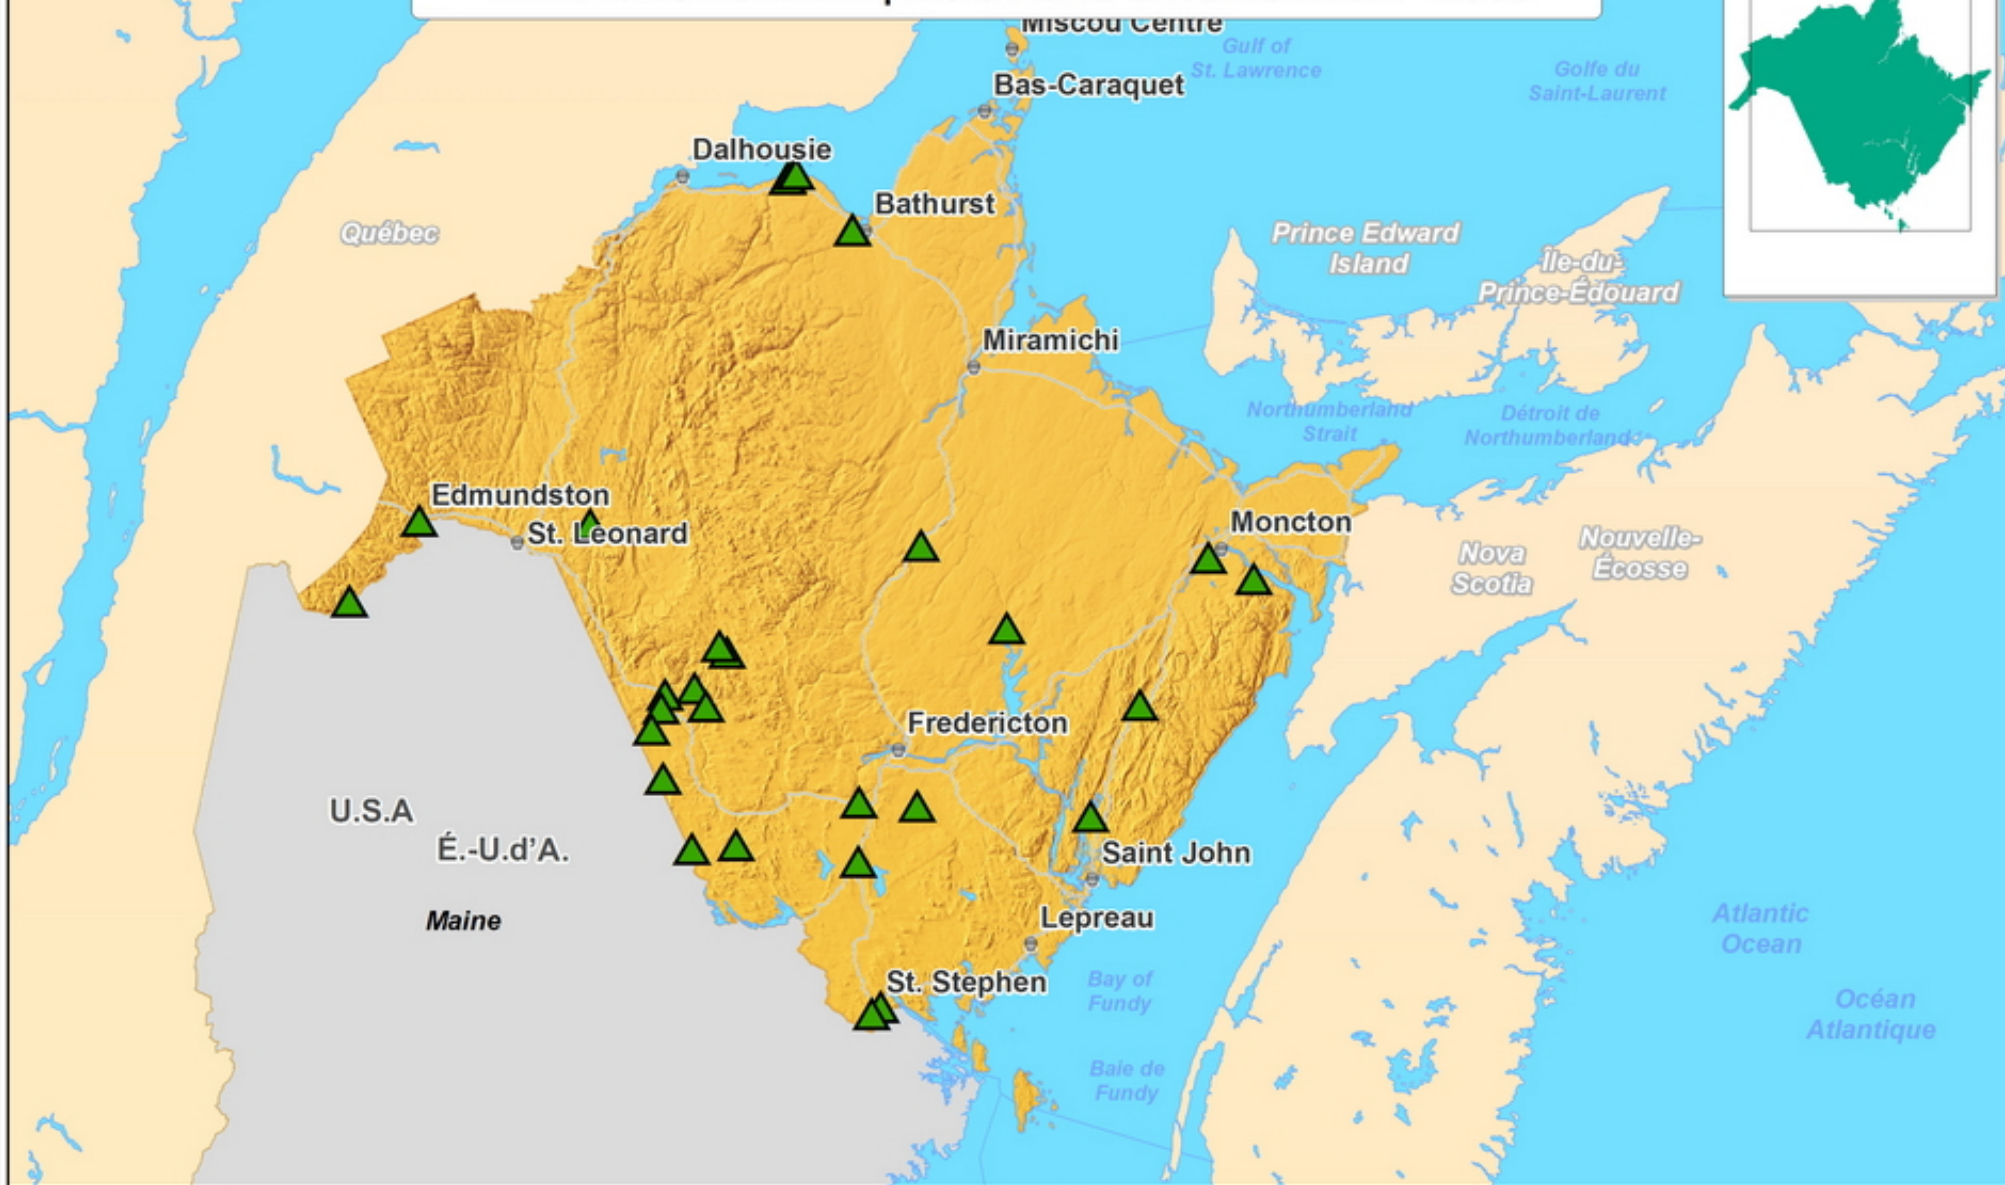 Miscou Centre
Gulf of
St. Lawrence
Golfe du
Saint-Laurent
Bas-Caraquet
Dalhousie
Bathurst
Québec
Prince Edward
Island
Île-du-
Prince-Édouard
Miramichi
Northumberland
Strait
Détroit de
Northumberland
Edmundston
St. Leonard
Moncton
Nova
Scotia
Nouvelle-
Écosse
Fredericton
U.S.A
É.-U.d'A.
Saint John
Maine
Lepreau
Atlantic
Ocean
St. Stephen
Bay of
Fundy
Océan
Atlantique
Baie de
Fundy